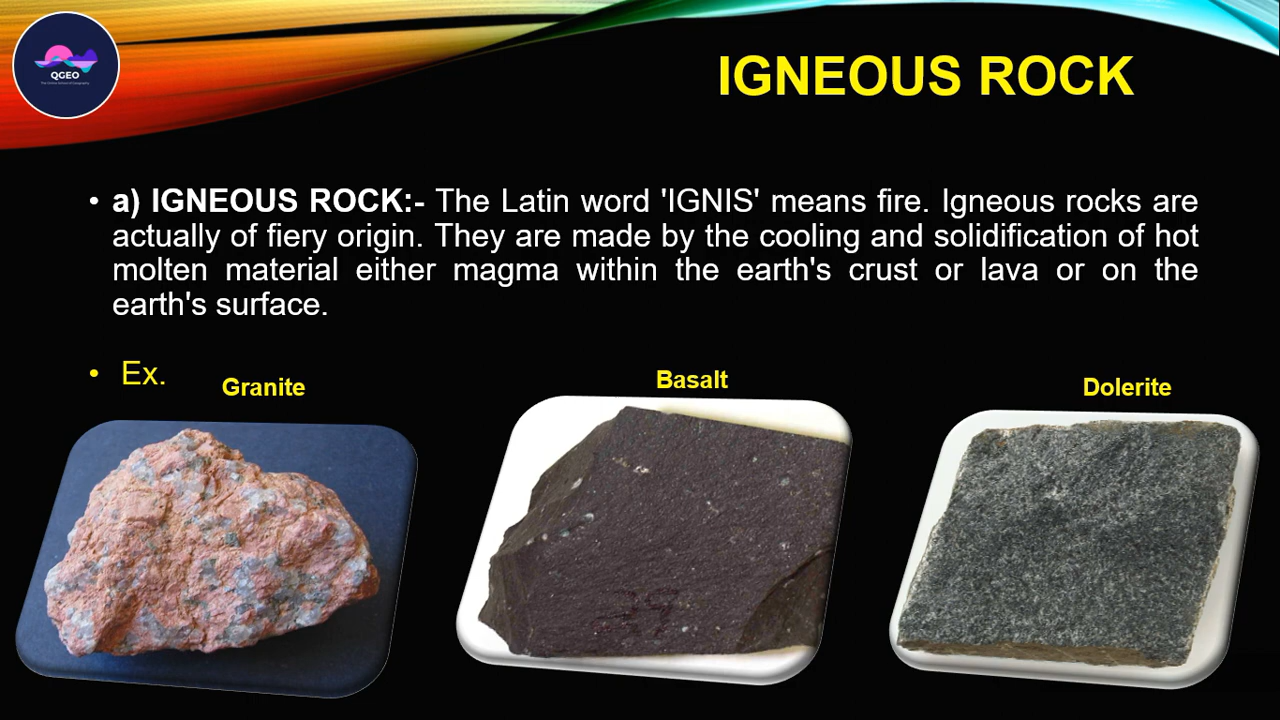 QGEO
IGNEOUS ROCK
• a) IGNEOUS ROCK:- The Latin word 'IGNIS' means fire. Igneous rocks are
actually of fiery origin. They are made by the cooling and solidification of hot
molten material either magma within the earth's crust or lava or on the
earth's surface.
• Ex.
Granite
Basalt
Dolerite